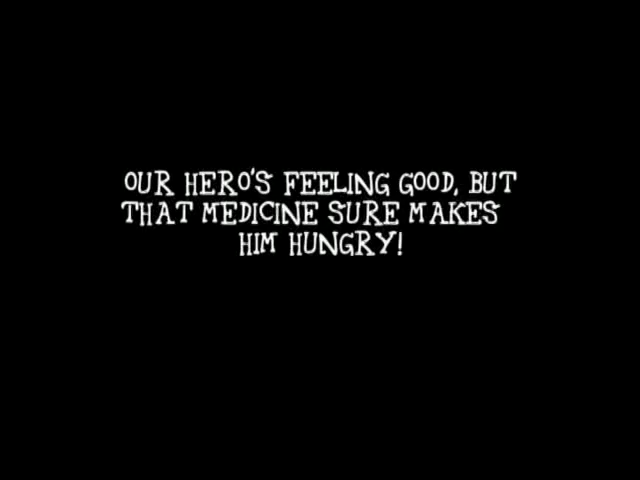 OUR HERO'S FEELING GOOD, BUT
THAT MEDICINE SURE MAKES
HIM HUNGRY!